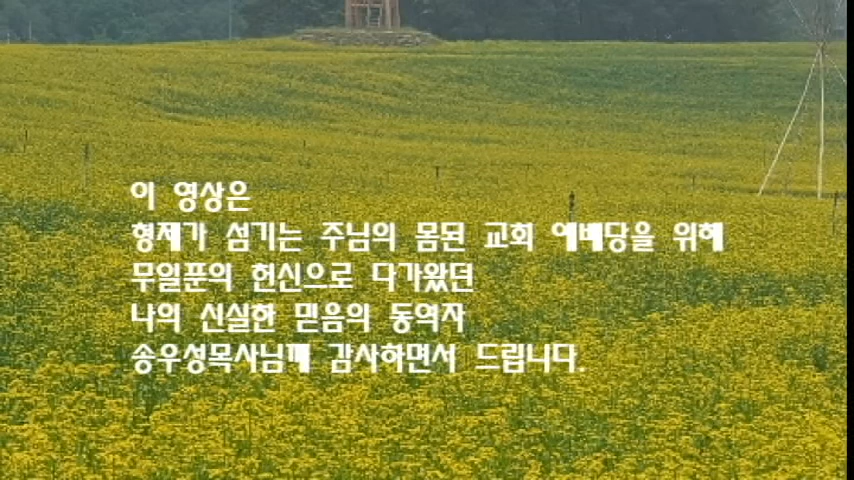 이 영상은
형제가 섬기는 주님의 몸된 교회 예배당을 위해
무일푼의 헌신으로 다가왔던
나의 신실한 믿음의 동역자
송우성목사님께 감사하면서 드립니다.